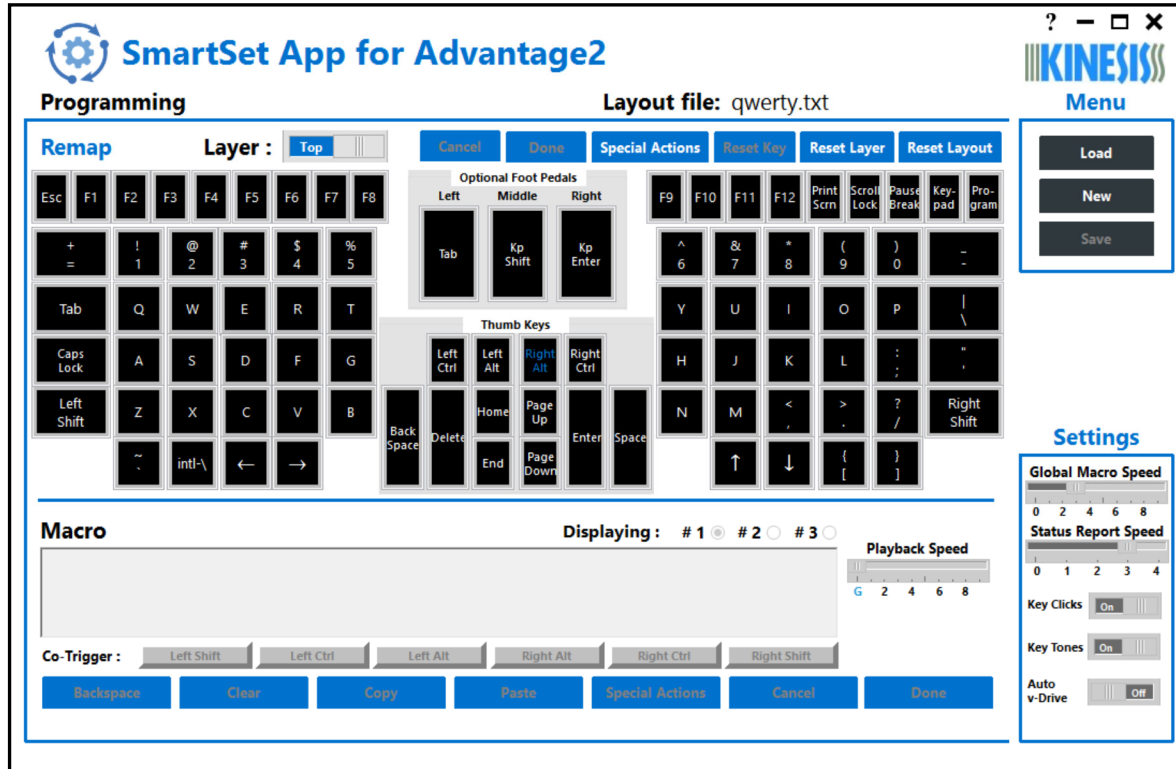 ? — □ ×
SmartSet App for Advantage2
KINESIS
Programming
Layout file: qwerty.txt
Menu
Remap
Layer : Top
Cancel Done Special Actions Reset Key Reset Layer Reset Layout
Load
New
Save
Esc F1 F2 F3 F4 F5 F6 F7 F8
Optional Foot Pedals
Left Middle Right
Tab
Kp
Shift
Kp
Enter
F9 F10 F11 F12
Print
Scrn
Scroll
Lock
Pause
Break
Key-
pad
Pro-
gram
+ ! @ # $ %
= 1 2 3 4 5
^ & * ( ) _
6 7 8 9 0 -
Tab Q W E R T
Y U I O P
|
\
Thumb Keys
Caps
Lock
A S D F G
Left
Ctrl
Left
Alt
Right
Alt
Right
Ctrl
H J K L
:
;
"
'
Left
Shift
Z X C V B
Back
Space
Delete
Home
Page
Up
Enter
Space
N M
<
,
>
.
?
/
Right
Shift
~
`
intl-\ ← →
End
Page
Down
↑ ↓
{
[
}
]
Settings
Global Macro Speed
0 2 4 6 8
Status Report Speed
0 1 2 3 4
Key Clicks On
Key Tones On
Auto
v-Drive
Off
Macro
Displaying : # 1 # 2 # 3
Playback Speed
G 2 4 6 8
Co-Trigger : Left Shift Left Ctrl Left Alt Right Alt Right Ctrl Right Shift
Backspace Clear Copy Paste Special Actions Cancel Done